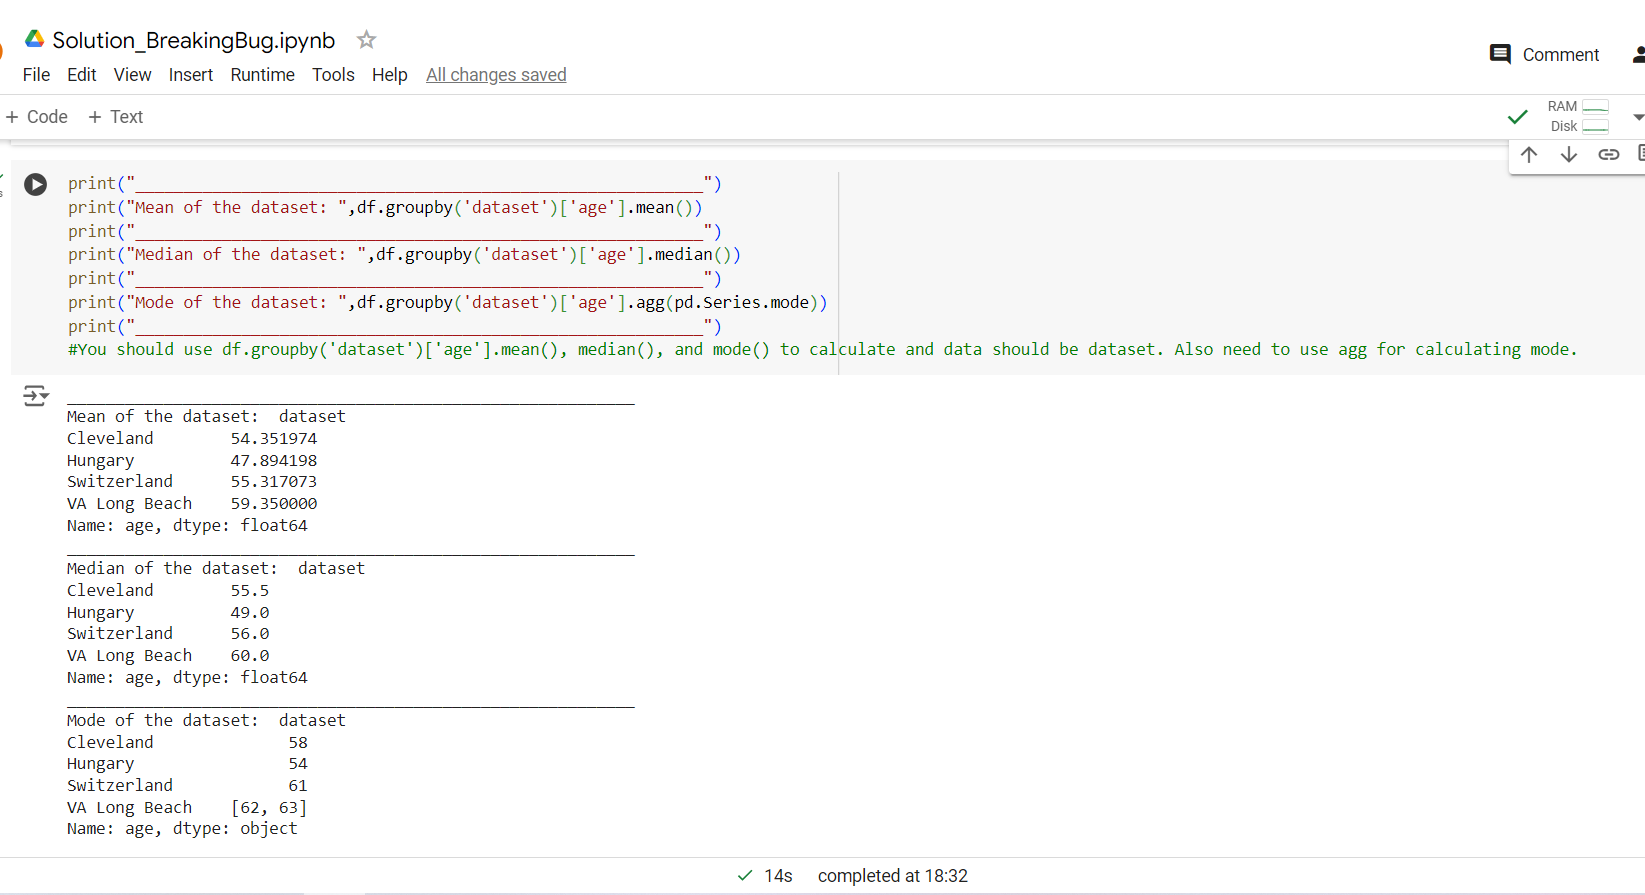 Solution_BreakingBug.ipynb
File Edit View Insert Runtime Tools Help All changes saved
Comment
+ Code + Text
RAM
Disk
print("___________________________________________________________")
print("Mean of the dataset: ",df.groupby('dataset')['age'].mean())
print("___________________________________________________________")
print("Median of the dataset: ",df.groupby('dataset')['age'].median())
print("___________________________________________________________")
print("Mode of the dataset: ",df.groupby('dataset')['age'].agg(pd.Series.mode))
print("___________________________________________________________")
#You should use df.groupby('dataset')['age'].mean(), median(), and mode() to calculate and data should be dataset. Also need to use agg for calculating mode.
___________________________________________________________
Mean of the dataset:  dataset
Cleveland        54.351974
Hungary          47.894198
Switzerland      55.317073
VA Long Beach    59.350000
Name: age, dtype: float64
___________________________________________________________
Median of the dataset:  dataset
Cleveland        55.5
Hungary          49.0
Switzerland      56.0
VA Long Beach    60.0
Name: age, dtype: float64
___________________________________________________________
Mode of the dataset:  dataset
Cleveland              58
Hungary                54
Switzerland            61
VA Long Beach    [62, 63]
Name: age, dtype: object
14s completed at 18:32